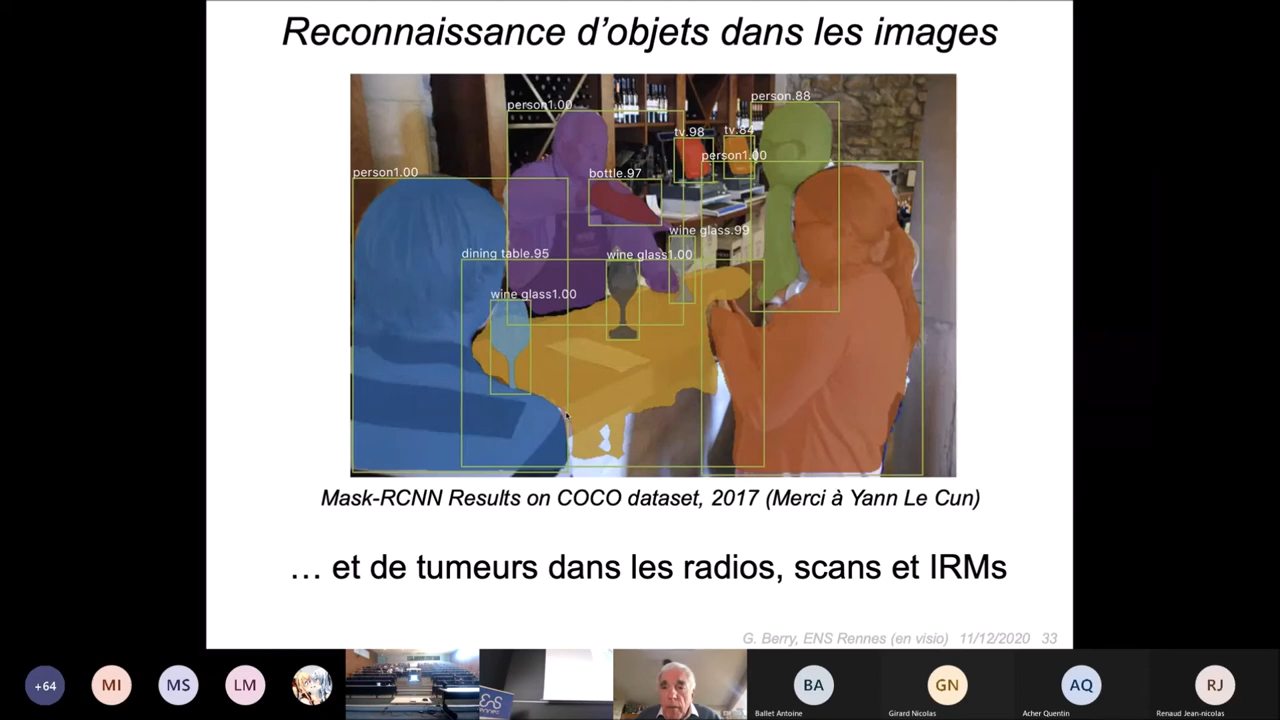 Reconnaissance d’objets dans les images
person1.00
person.88
tv.98
tv.84
person1.00
person1.00
bottle.97
wine glass.99
dining table.95
wine glass1.00
wine glass1.00
Mask-RCNN Results on COCO dataset, 2017 (Merci à Yann Le Cun)
… et de tumeurs dans les radios, scans et IRMs
G. Berry, ENS Rennes (en visio) 11/12/2020 33
+64
MI
MS
LM
BA
GN
AQ
RJ
Ballet Antoine
Girard Nicolas
Acher Quentin
Renaud Jean-nicolas